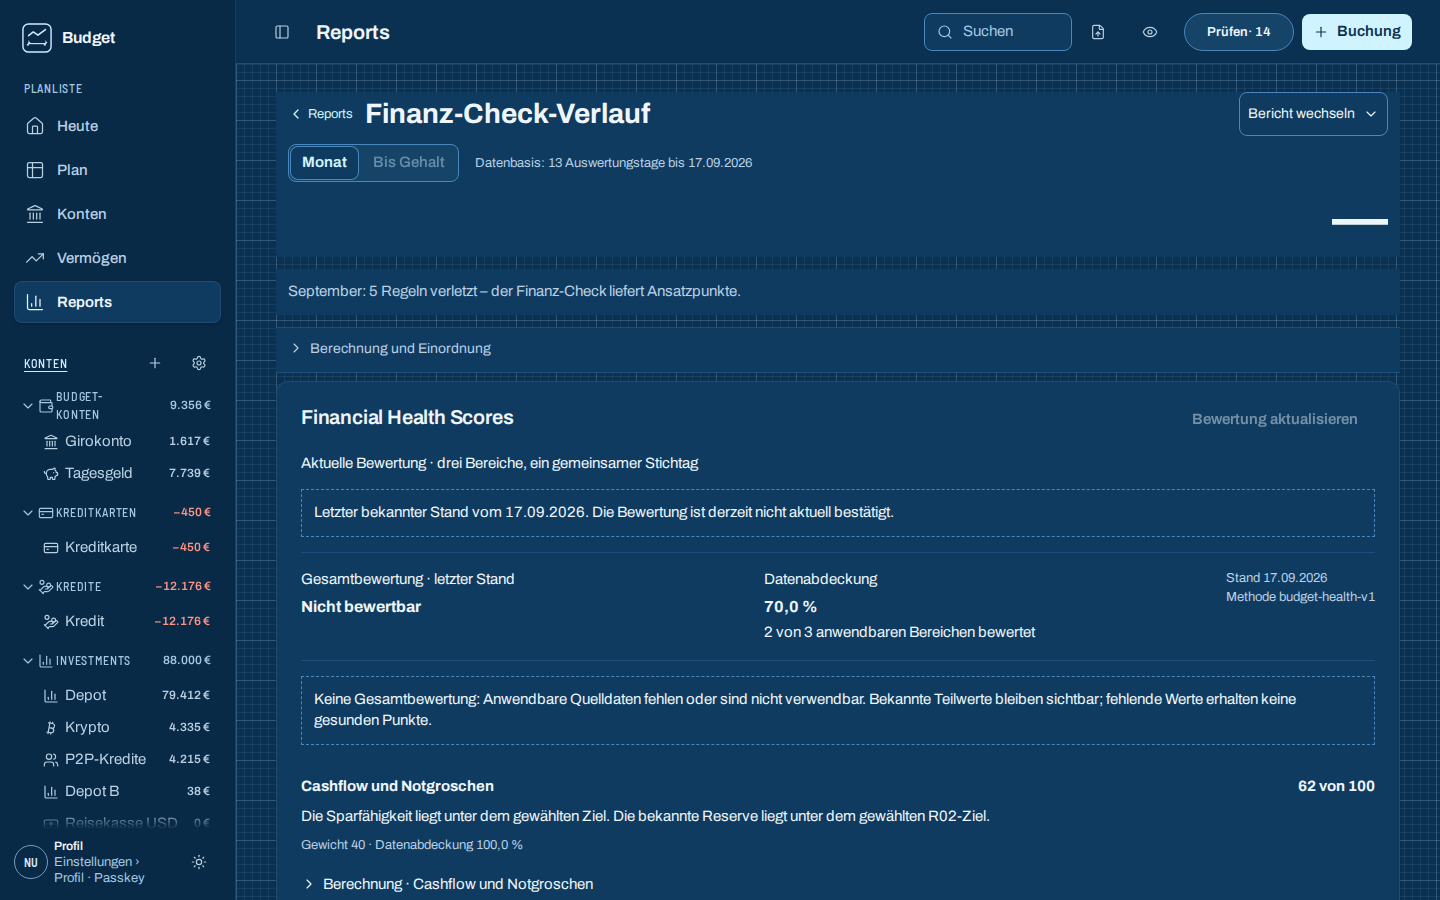 Budget
PLANLISTE
Heute
Plan
Konten
Vermögen
Reports
KONTEN
BUDGET-
KONTEN
9.356 €
Girokonto 1.617 €
Tagesgeld 7.739 €
KREDITKARTEN −450 €
Kreditkarte −450 €
KREDITE −12.176 €
Kredit −12.176 €
INVESTMENTS 88.000 €
Depot 79.412 €
Krypto 4.335 €
P2P-Kredite 4.215 €
Depot B 38 €
Reisekasse USD 0 €
NU
Profil
Einstellungen ›
Profil · Passkey
Reports
Suchen
Prüfen · 14
Buchung
Reports
Finanz-Check-Verlauf
Bericht wechseln
Monat
Bis Gehalt
Datenbasis: 13 Auswertungstage bis 17.09.2026
September: 5 Regeln verletzt – der Finanz-Check liefert Ansatzpunkte.
Berechnung und Einordnung
Financial Health Scores
Bewertung aktualisieren
Aktuelle Bewertung · drei Bereiche, ein gemeinsamer Stichtag
Letzter bekannter Stand vom 17.09.2026. Die Bewertung ist derzeit nicht aktuell bestätigt.
Gesamtbewertung · letzter Stand
Nicht bewertbar
Datenabdeckung
70,0 %
2 von 3 anwendbaren Bereichen bewertet
Stand 17.09.2026
Methode budget-health-v1
Keine Gesamtbewertung: Anwendbare Quelldaten fehlen oder sind nicht verwendbar. Bekannte Teilwerte bleiben sichtbar; fehlende Werte erhalten keine
gesunden Punkte.
Cashflow und Notgroschen
62 von 100
Die Sparfähigkeit liegt unter dem gewählten Ziel. Die bekannte Reserve liegt unter dem gewählten R02-Ziel.
Gewicht 40 · Datenabdeckung 100,0 %
Berechnung · Cashflow und Notgroschen